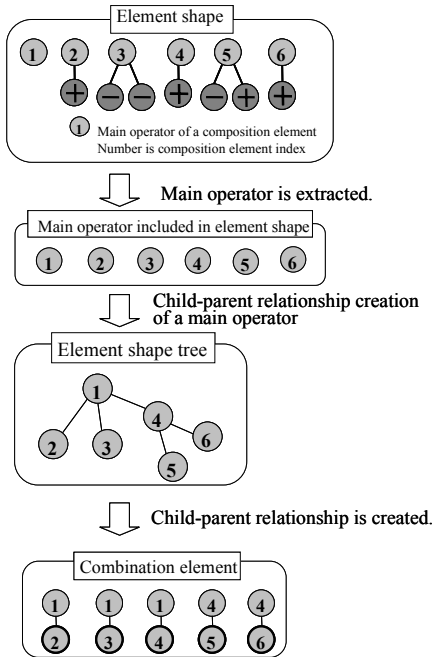 Element shape
1 2 3 4 5 6
+ − − + − + +
1 Main operator of a composition element
Number is composition element index
Main operator is extracted.
Main operator included in element shape
1 2 3 4 5 6
Child-parent relationship creation
of a main operator
Element shape tree
1
4
2 3 6
5
Child-parent relationship is created.
Combination element
1 1 1 4 4
2 3 4 5 6